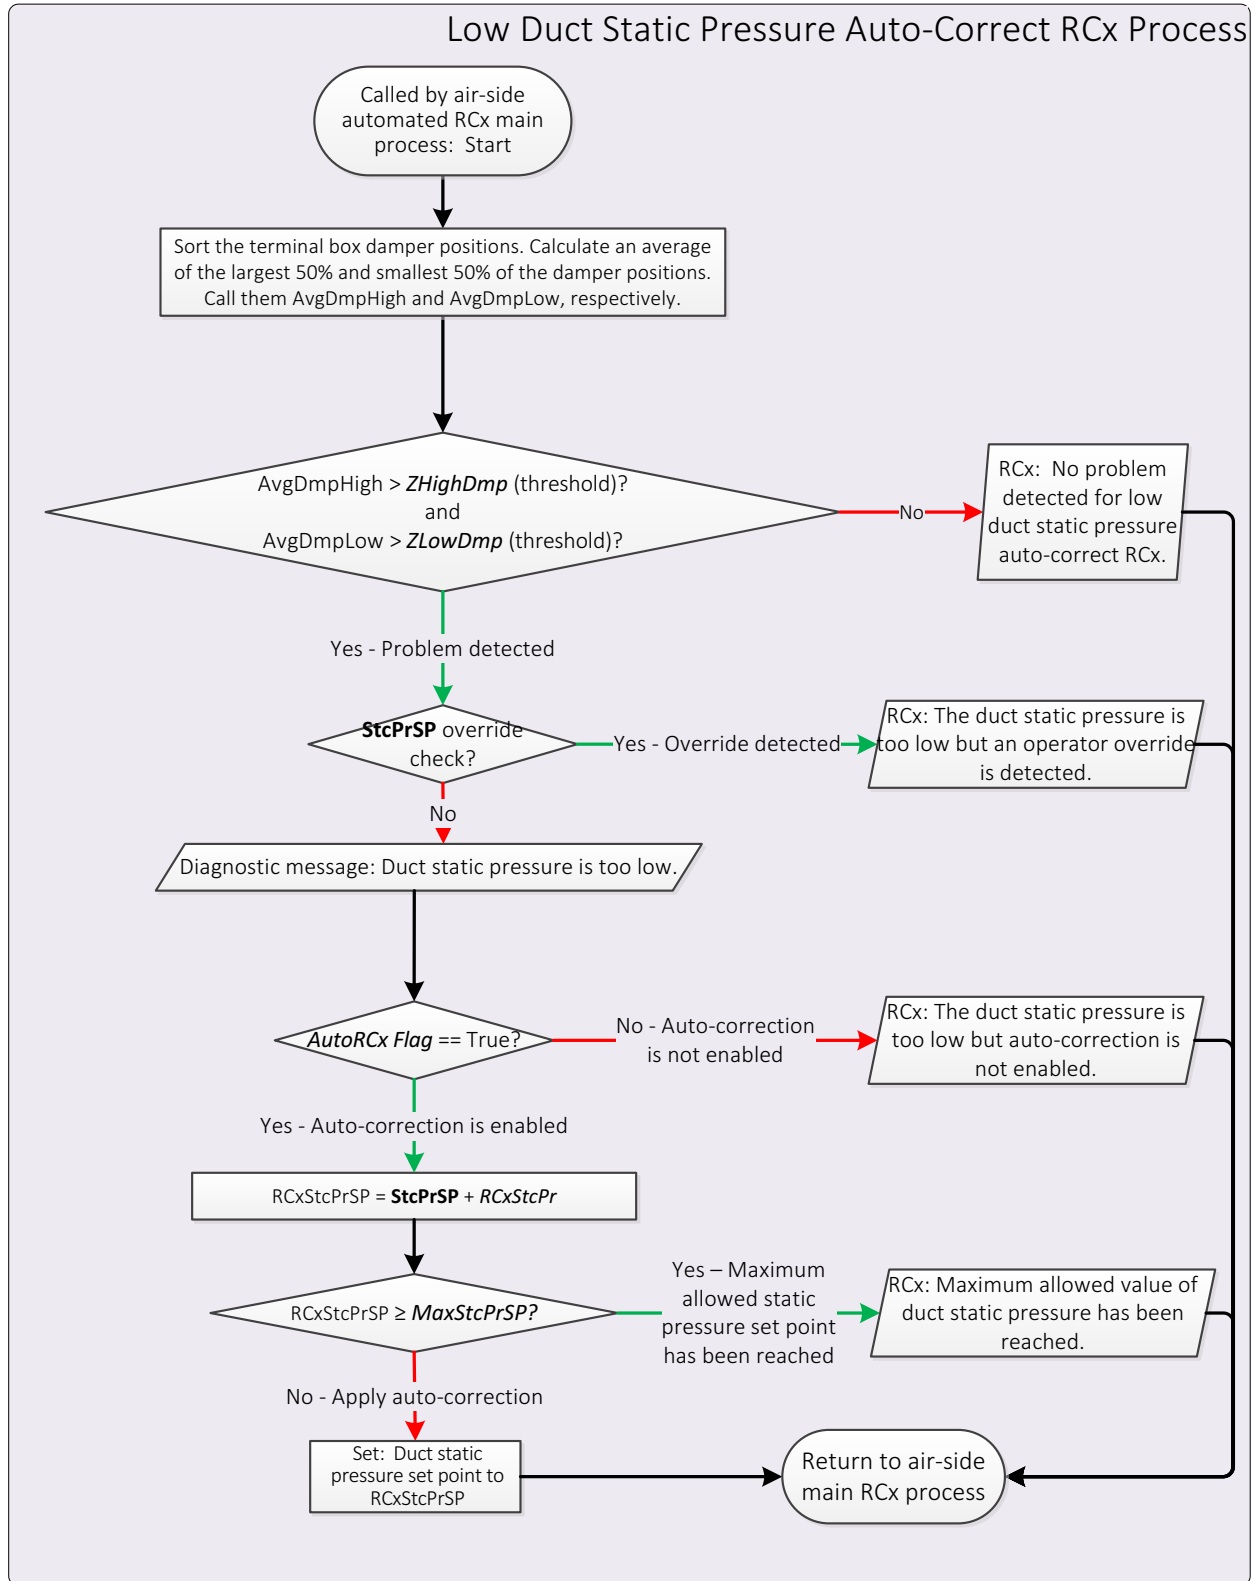 Low Duct Static Pressure Auto-Correct RCx Process
Called by air-side
automated RCx main
process:  Start
Sort the terminal box damper positions. Calculate an average
of the largest 50% and smallest 50% of the damper positions.
Call them AvgDmpHigh and AvgDmpLow, respectively.
AvgDmpHigh > ZHighDmp (threshold)?
and
AvgDmpLow > ZLowDmp (threshold)?
No
RCx:  No problem
detected for low
duct static pressure
auto-correct RCx.
Yes - Problem detected
StcPrSP override
check?
Yes - Override detected
RCx: The duct static pressure is
too low but an operator override
is detected.
No
Diagnostic message: Duct static pressure is too low.
AutoRCx Flag == True?
No - Auto-correction
is not enabled
RCx: The duct static pressure is
too low but auto-correction is
not enabled.
Yes - Auto-correction is enabled
RCxStcPrSP = StcPrSP + RCxStcPr
RCxStcPrSP ≥ MaxStcPrSP?
Yes – Maximum
allowed static
pressure set point
has been reached
RCx: Maximum allowed value of
duct static pressure has been
reached.
No - Apply auto-correction
Set:  Duct static
pressure set point to
RCxStcPrSP
Return to air-side
main RCx process